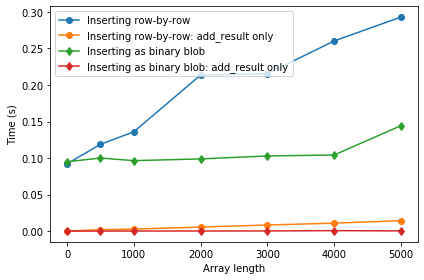 0.30
0.25
0.20
0.15
0.10
0.05
0.00
Time (s)
Inserting row-by-row
Inserting row-by-row: add_result only
Inserting as binary blob
Inserting as binary blob: add_result only
0 1000 2000 3000 4000 5000
Array length